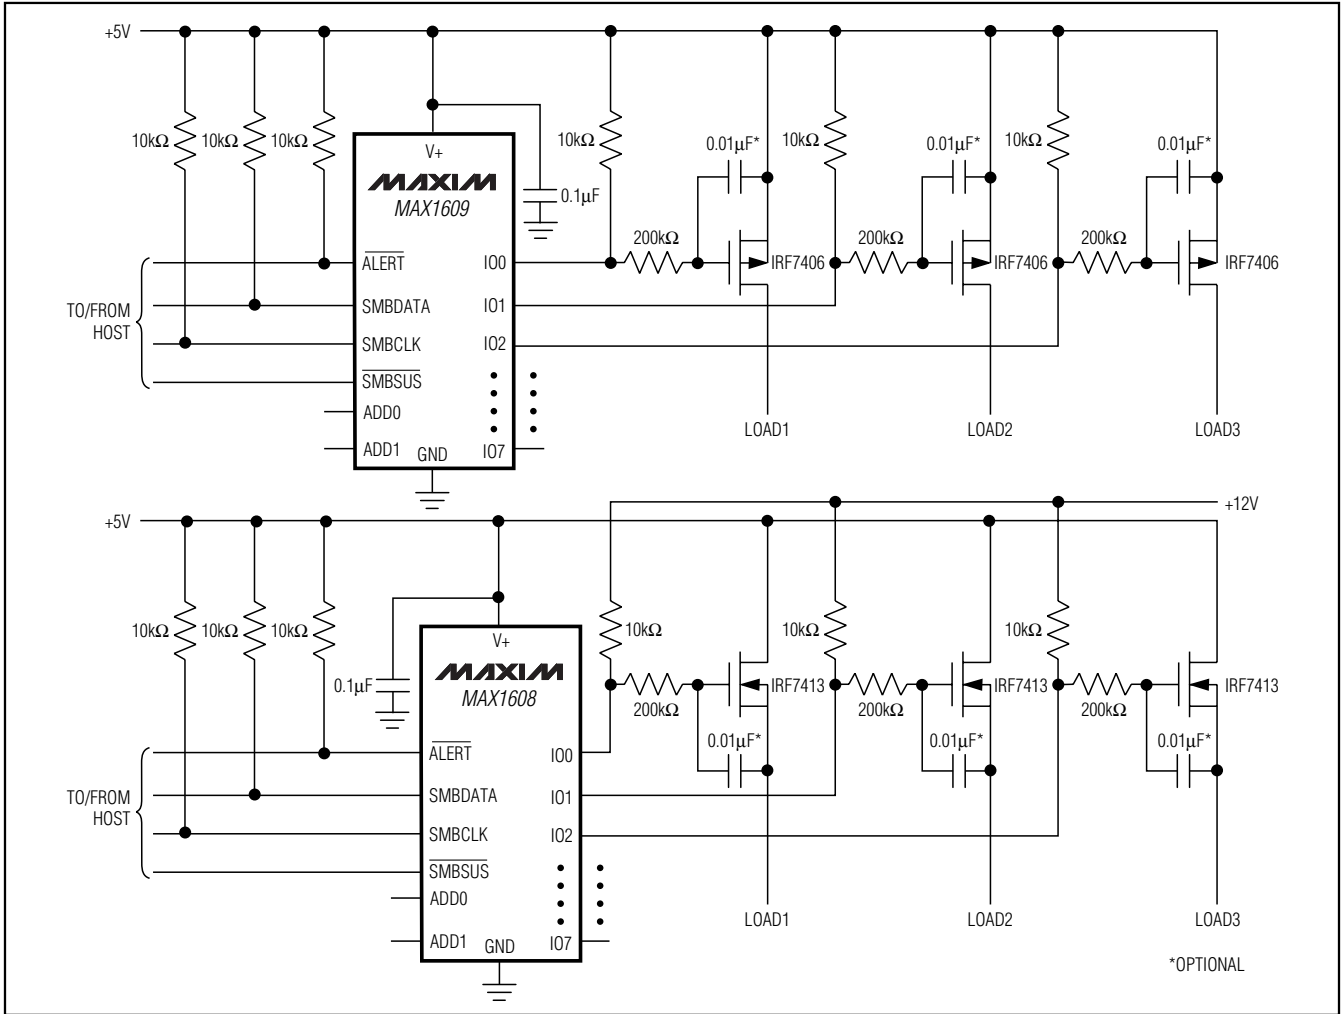 +5V
10kΩ 10kΩ 10kΩ 10kΩ 0.01µF* 10kΩ 0.01µF* 10kΩ 0.01µF*
V+
MAXIM
MAX1609
0.1µF
200kΩ 200kΩ 200kΩ
ALERT IO0 IRF7406 IRF7406 IRF7406
TO/FROM
HOST
SMBDATA IO1
SMBCLK IO2
SMBSUS
ADD0
ADD1 GND IO7
LOAD1 LOAD2 LOAD3
+12V
+5V
10kΩ 10kΩ 10kΩ 10kΩ 10kΩ 10kΩ
V+
MAXIM
MAX1608
0.1µF
IRF7413 IRF7413 IRF7413
200kΩ 200kΩ 200kΩ
0.01µF* 0.01µF* 0.01µF*
ALERT IO0
TO/FROM
HOST
SMBDATA IO1
SMBCLK IO2
SMBSUS
ADD0
ADD1 GND IO7
LOAD1 LOAD2 LOAD3
*OPTIONAL